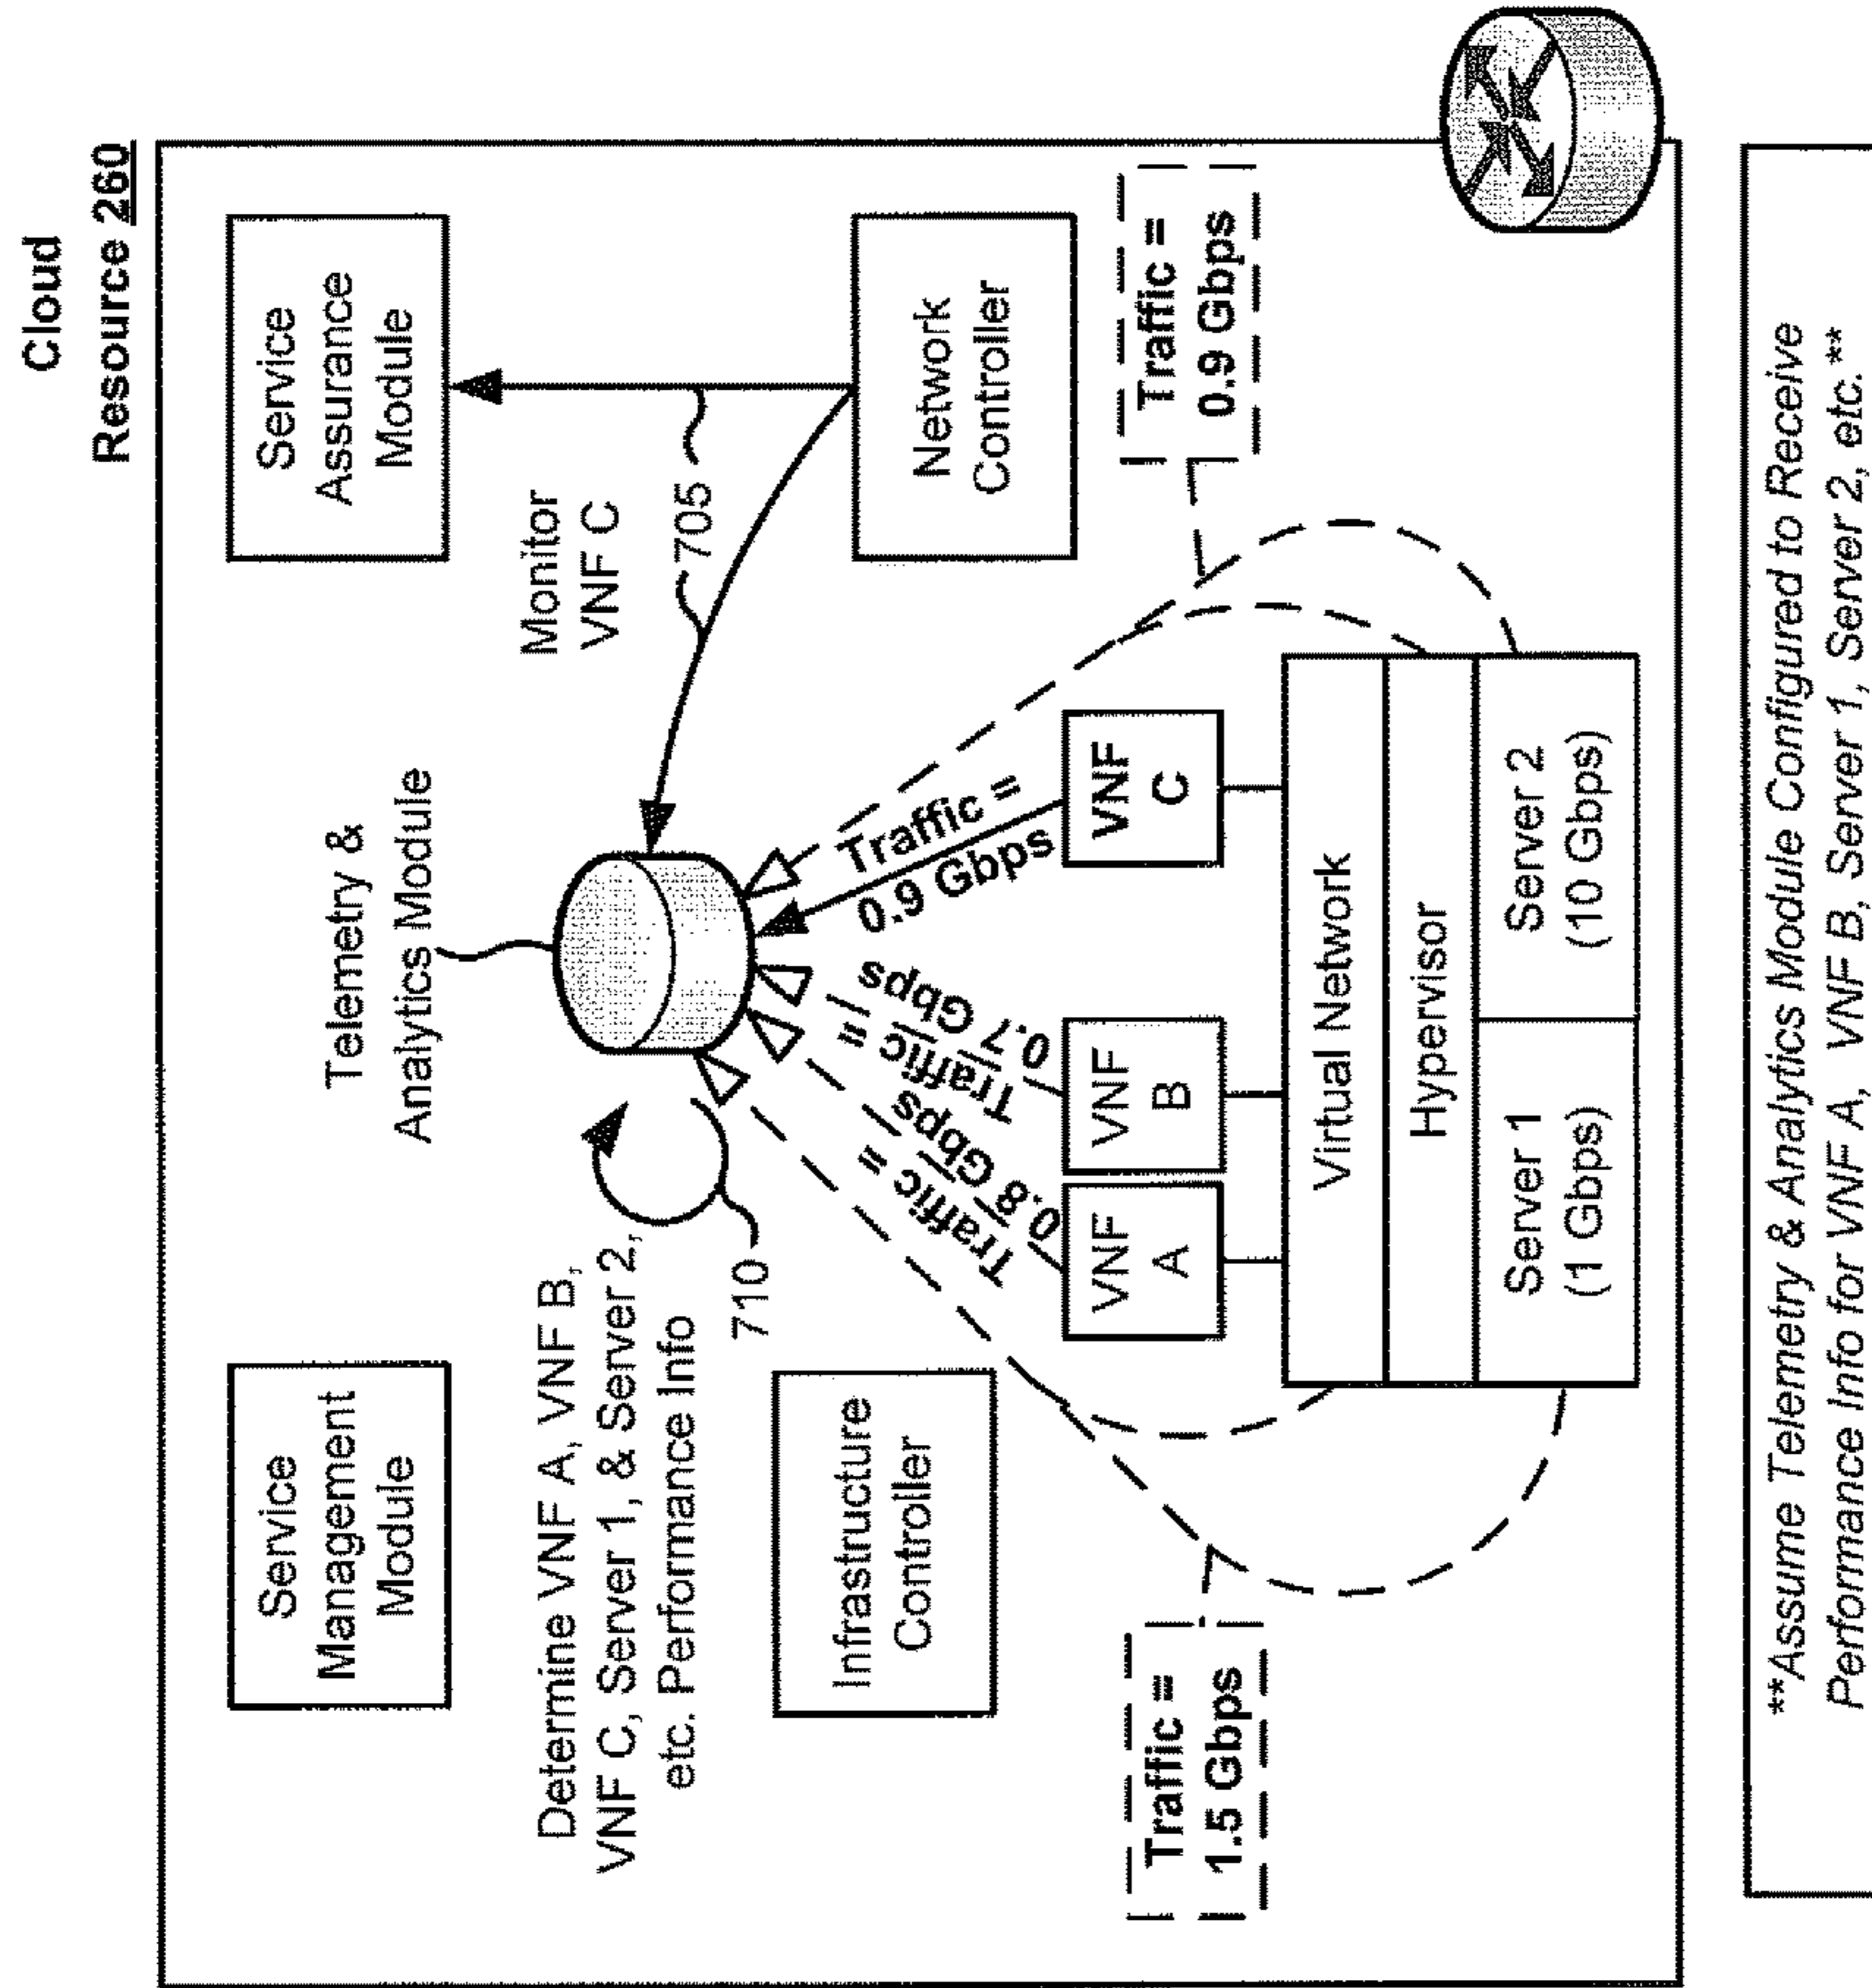 Cloud
Resource 260
Service
Management
Module
Telemetry &
Analytics Module
Service
Assurance
Module
Determine VNF A, VNF B,
VNF C, Server 1, & Server 2,
etc. Performance Info
710
Monitor
VNF C
705
Infrastructure
Controller
Network
Controller
Traffic =
0.8 Gbps
Traffic =
0.7 Gbps
Traffic =
0.9 Gbps
Traffic =
1.5 Gbps
Traffic =
0.9 Gbps
VNF
A
VNF
B
VNF
C
Virtual Network
Hypervisor
Server 1
(1 Gbps)
Server 2
(10 Gbps)
**Assume Telemetry & Analytics Module Configured to Receive
Performance Info for VNF A, VNF B, Server 1, Server 2, etc.**